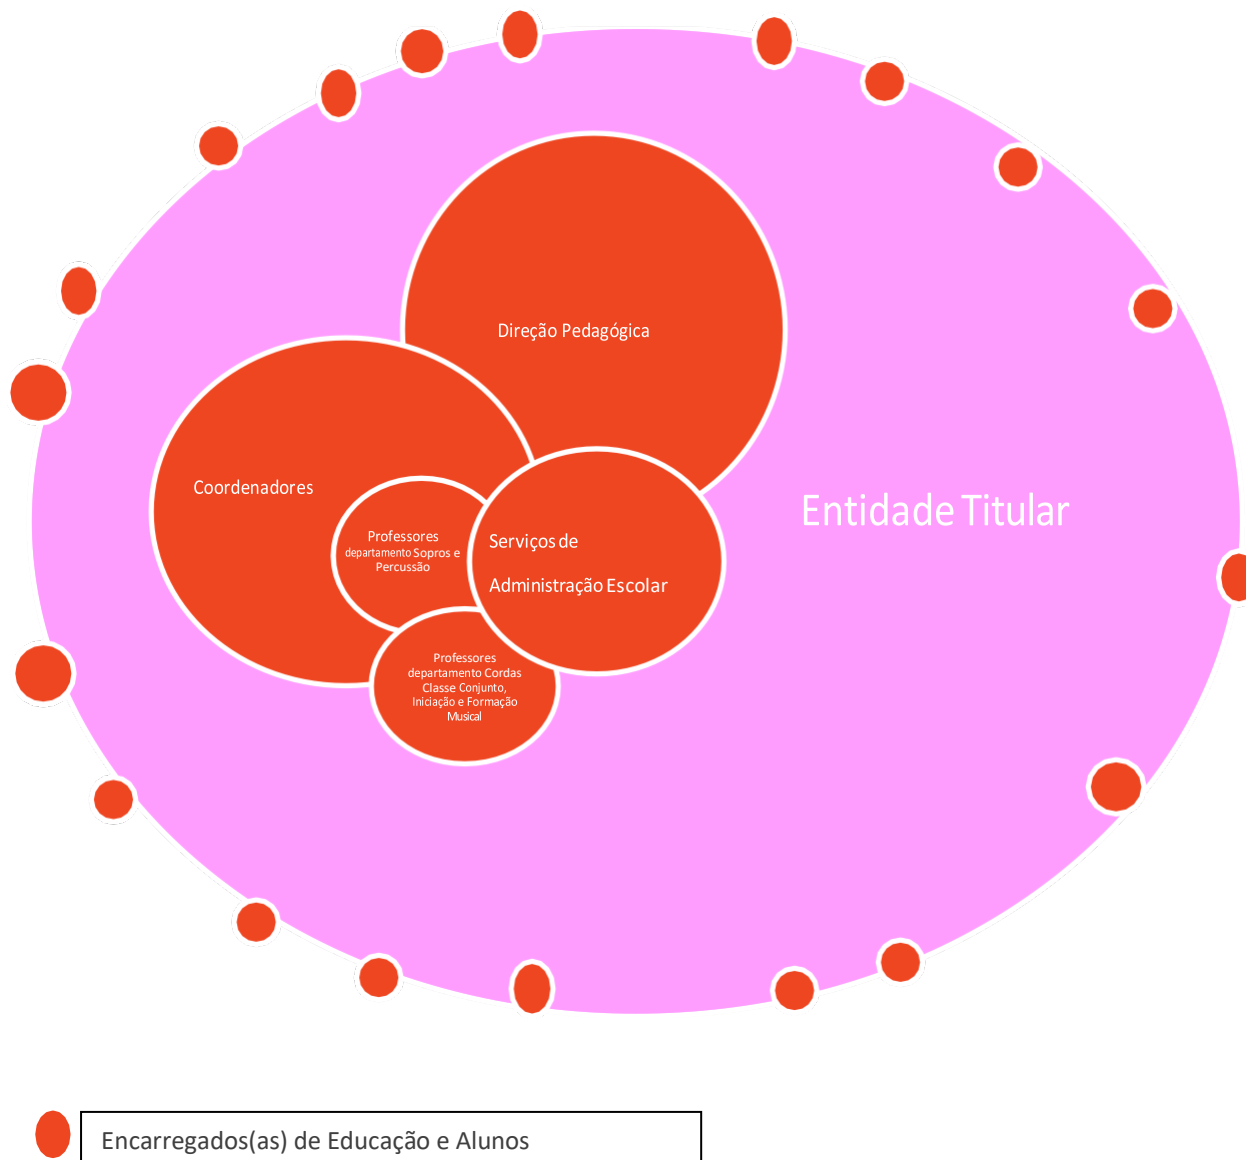 Direção Pedagógica
Coordenadores
Entidade Titular
Professores
departamento Sopros e
Percussão
Serviços de
Administração Escolar
Professores
departamento Cordas
Classe Conjunto,
Iniciação e Formação
Musical
Encarregados(as) de Educação e Alunos